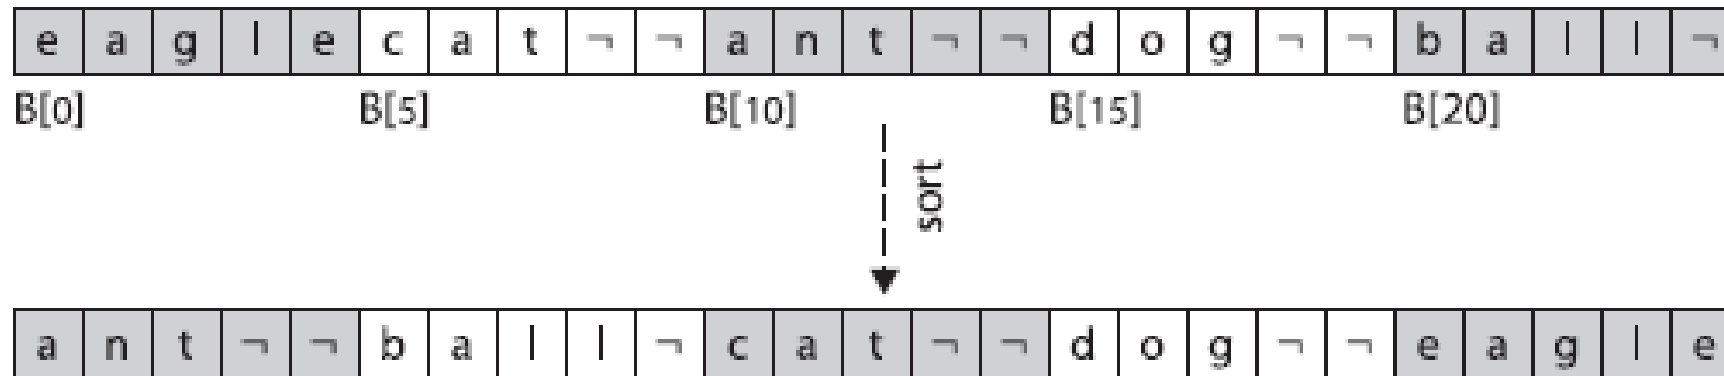 e a g l e c a t ¬ ¬ a n t ¬ ¬ d o g ¬ ¬ b a l l ¬
B[0] B[5] B[10] B[15] B[20]
sort
a n t ¬ ¬ b a l l ¬ c a t ¬ ¬ d o g ¬ ¬ e a g l e